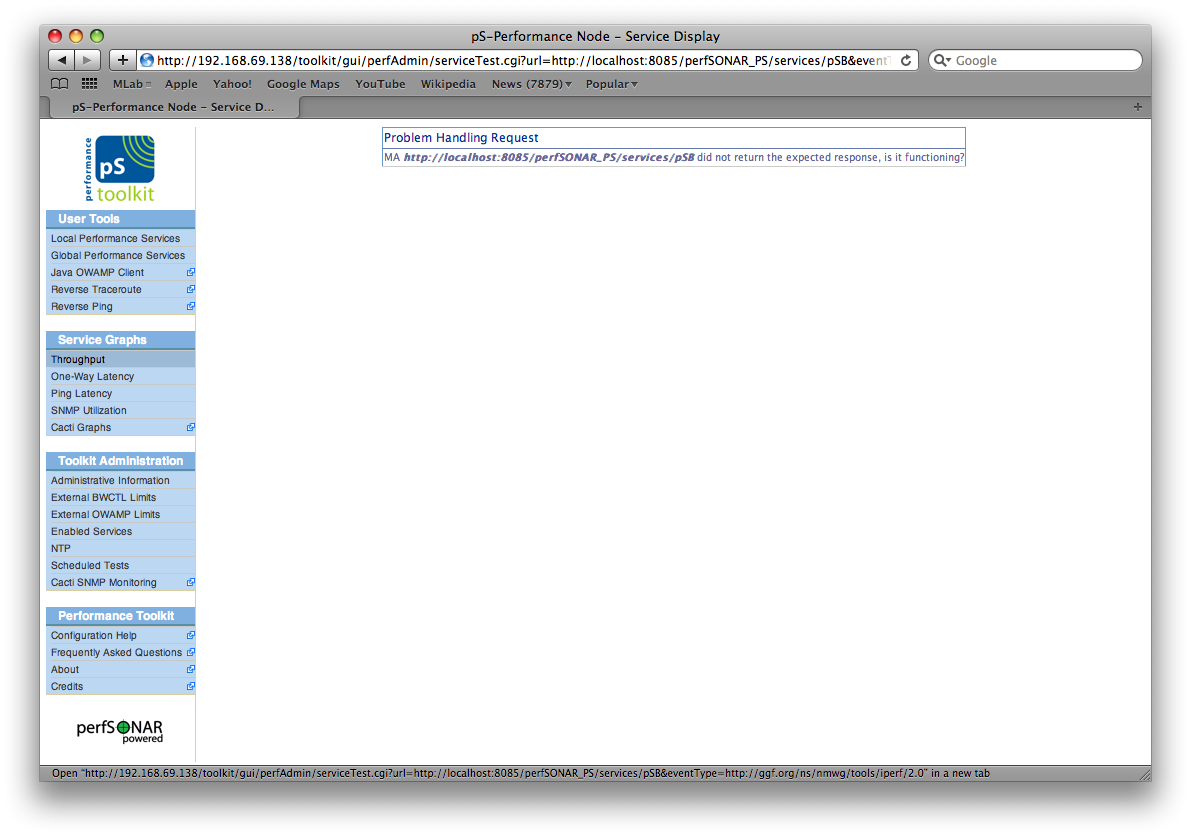 pS-Performance Node – Service Display
http://192.168.69.138/toolkit/gui/perfAdmin/serviceTest.cgi?url=http://localhost:8085/perfSONAR_PS/services/pSB&event
Google
MLab Apple Yahoo! Google Maps YouTube Wikipedia News (7879) Popular
pS-Performance Node – Service D...
performance
pS
toolkit
User Tools
Local Performance Services
Global Performance Services
Java OWAMP Client
Reverse Traceroute
Reverse Ping
Service Graphs
Throughput
One-Way Latency
Ping Latency
SNMP Utilization
Cacti Graphs
Toolkit Administration
Administrative Information
External BWCTL Limits
External OWAMP Limits
Enabled Services
NTP
Scheduled Tests
Cacti SNMP Monitoring
Performance Toolkit
Configuration Help
Frequently Asked Questions
About
Credits
perfSONAR
powered
Problem Handling Request
MA http://localhost:8085/perfSONAR_PS/services/pSB did not return the expected response, is it functioning?
Open "http://192.168.69.138/toolkit/gui/perfAdmin/serviceTest.cgi?url=http://localhost:8085/perfSONAR_PS/services/pSB&eventType=http://ggf.org/ns/nmwg/tools/iperf/2.0" in a new tab